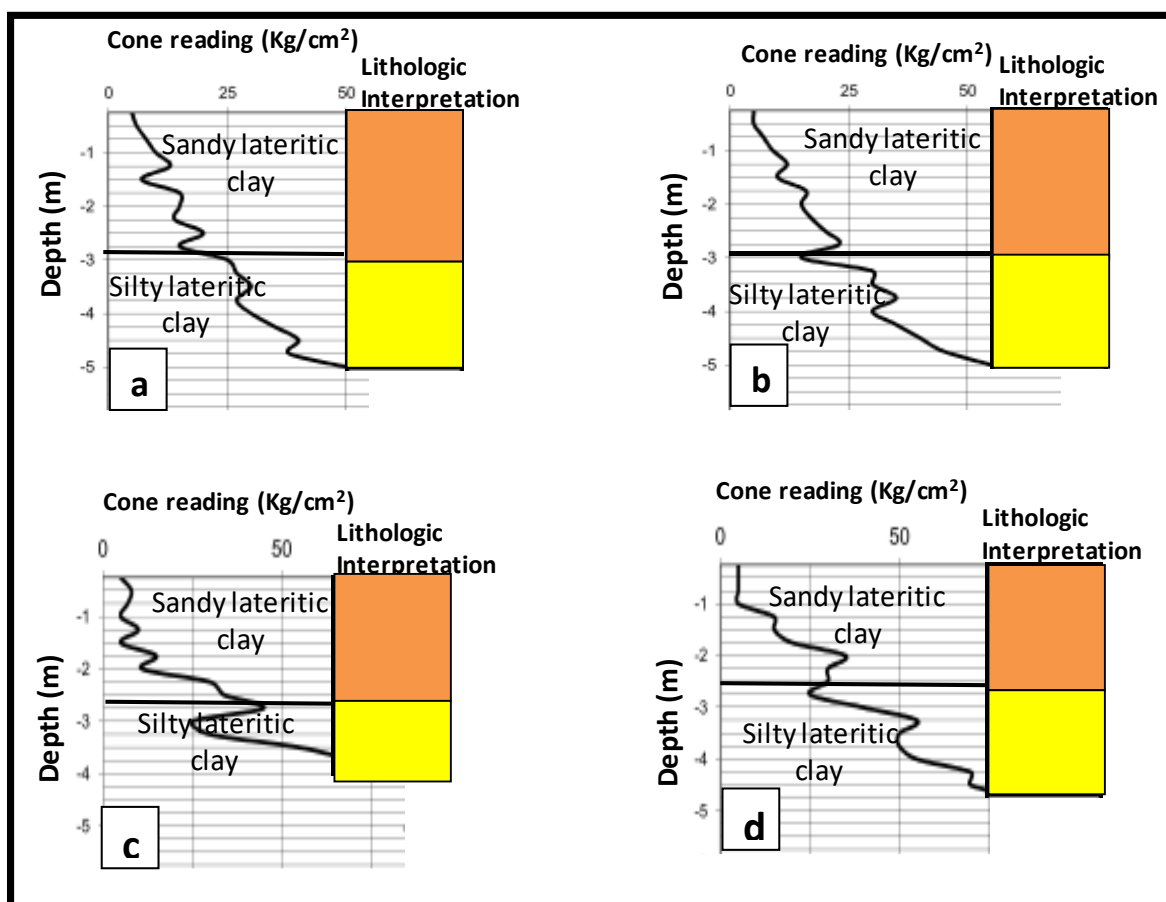 Cone reading (Kg/cm²)
Lithologic
Interpretation
0 25 50
Depth (m)
-1
-2
-3
-4
-5
Sandy lateritic
clay
Silty lateritic
clay
a
Cone reading (Kg/cm²)
Lithologic
Interpretation
0 25 50
Depth (m)
-1
-2
-3
-4
-5
Sandy lateritic
clay
Silty lateritic
clay
b
Cone reading (Kg/cm²)
Lithologic
Interpretation
0 50
Depth (m)
-1
-2
-3
-4
-5
Sandy lateritic
clay
Silty lateritic
clay
c
Cone reading (Kg/cm²)
Lithologic
Interpretation
0 50
Depth (m)
-1
-2
-3
-4
-5
Sandy lateritic
clay
Silty lateritic
clay
d